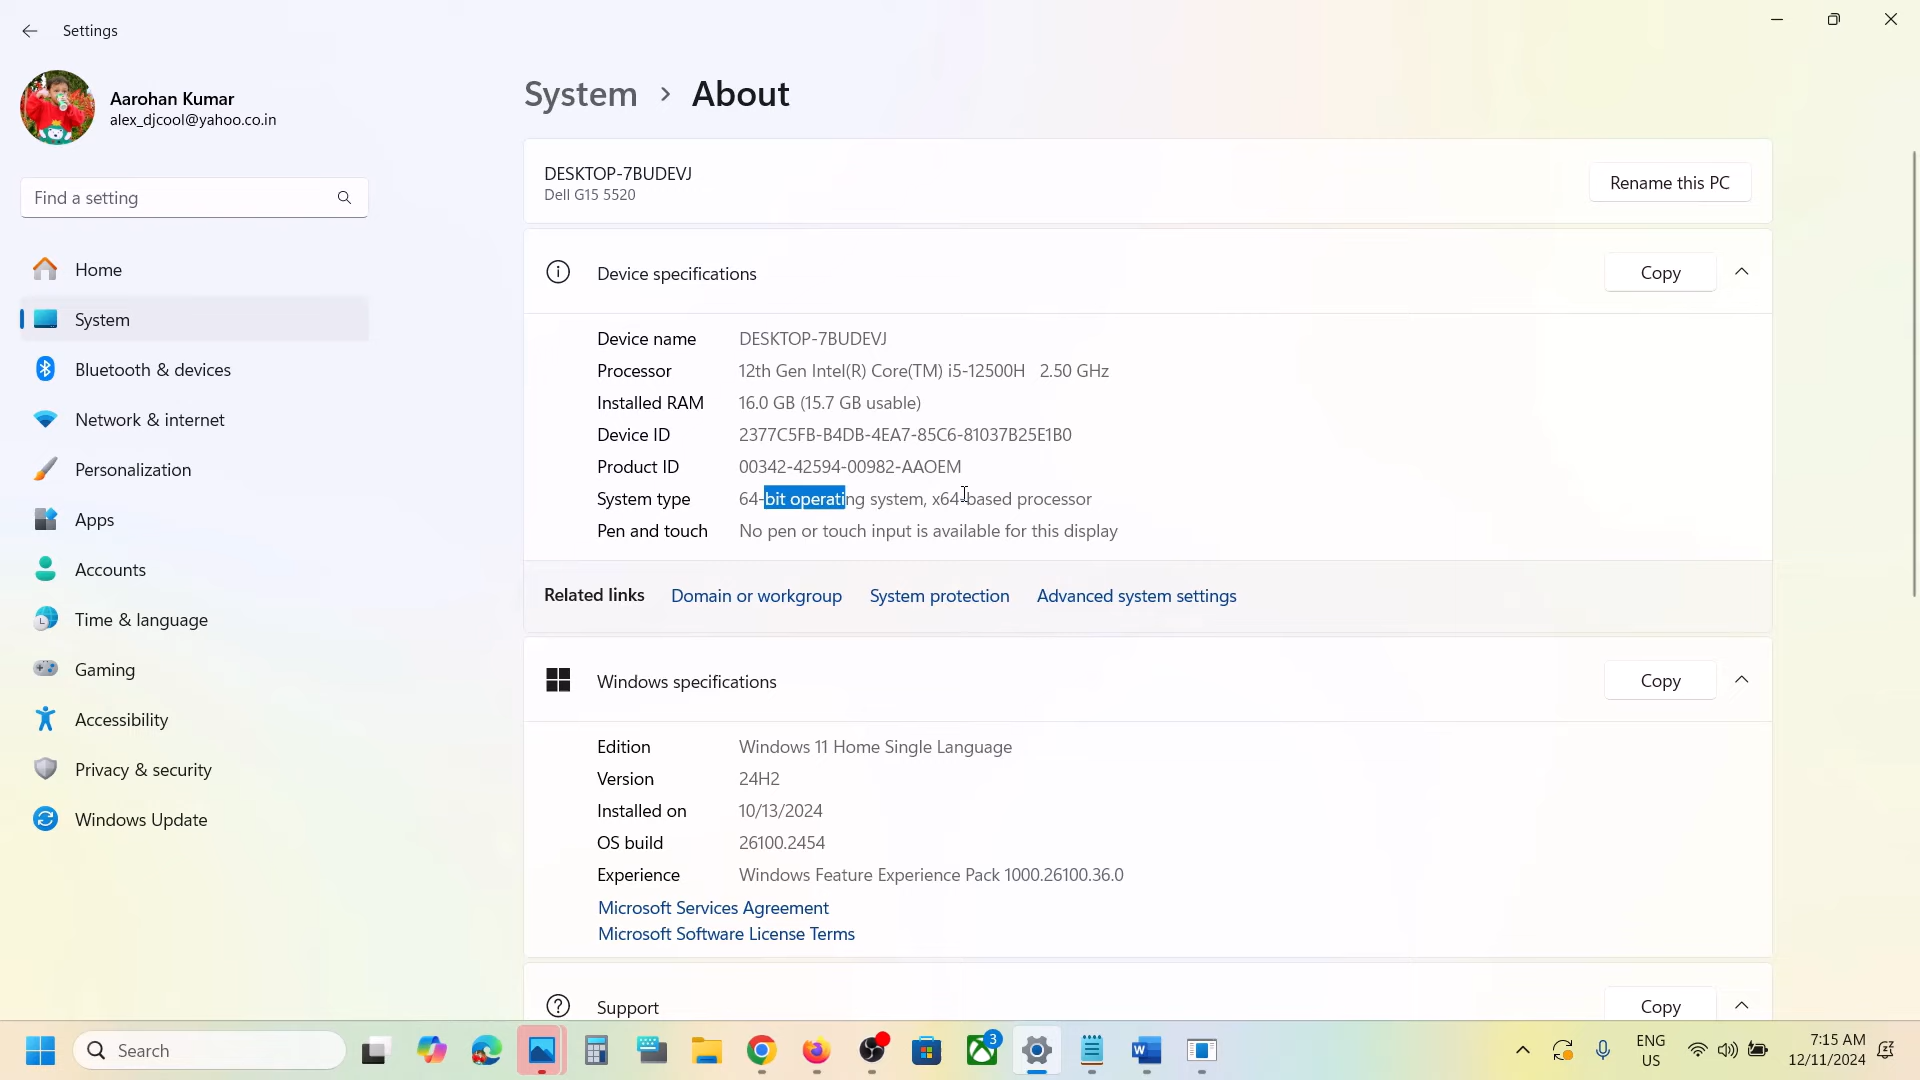 Settings
Aarohan Kumar
alex_djcool@yahoo.co.in
Find a setting
Home
System
Bluetooth & devices
Network & internet
Personalization
Apps
Accounts
Time & language
Gaming
Accessibility
Privacy & security
Windows Update
System > About
DESKTOP-7BUDEVJ
Dell G15 5520
Rename this PC
Device specifications
Copy
Device name DESKTOP-7BUDEVJ
Processor 12th Gen Intel(R) Core(TM) i5-12500H 2.50 GHz
Installed RAM 16.0 GB (15.7 GB usable)
Device ID 2377C5FB-B4DB-4EA7-85C6-81037B25E1B0
Product ID 00342-42594-00982-AAOEM
System type 64-bit operating system, x64-based processor
Pen and touch No pen or touch input is available for this display
Related links Domain or workgroup System protection Advanced system settings
Windows specifications
Copy
Edition Windows 11 Home Single Language
Version 24H2
Installed on 10/13/2024
OS build 26100.2454
Experience Windows Feature Experience Pack 1000.26100.36.0
Microsoft Services Agreement
Microsoft Software License Terms
Support
Copy
Search
3
ENG
US
7:15 AM
12/11/2024